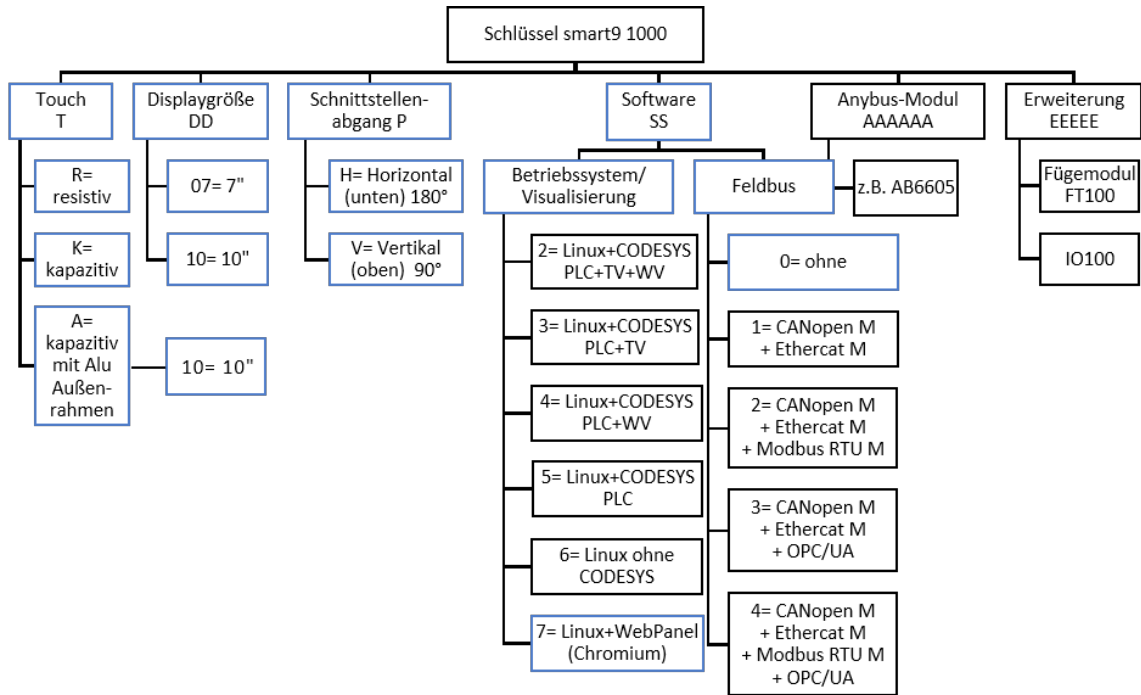 Schlüssel smart9 1000
Touch
T
Displaygröße
DD
Schnittstellen-
abgang P
Software
SS
Anybus-Modul
AAAAAA
Erweiterung
EEEEE
R=
resistiv
K=
kapazitiv
A=
kapazitiv
mit Alu
Außen-
rahmen
07= 7"
10= 10"
10= 10"
H= Horizontal
(unten) 180°
V= Vertikal
(oben) 90°
Betriebssystem/
Visualisierung
2= Linux+CODESYS
PLC+TV+WV
3= Linux+CODESYS
PLC+TV
4= Linux+CODESYS
PLC+WV
5= Linux+CODESYS
PLC
6= Linux ohne
CODESYS
7= Linux+WebPanel
(Chromium)
Feldbus
0= ohne
1= CANopen M
+ Ethercat M
2= CANopen M
+ Ethercat M
+ Modbus RTU M
3= CANopen M
+ Ethercat M
+ OPC/UA
4= CANopen M
+ Ethercat M
+ Modbus RTU M
+ OPC/UA
z.B. AB6605
Fügemodul
FT100
IO100